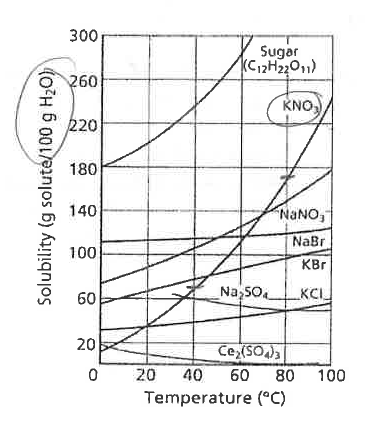 Solubility (g solute/100 g H₂O)
300
260
220
180
140
100
60
20
0
Sugar
(C₁₂H₂₂O₁₁)
KNO₃
NaNO₃
NaBr
KBr
Na₂SO₄
KCl
Ce₂(SO₄)₃
0 20 40 60 80 100
Temperature (°C)